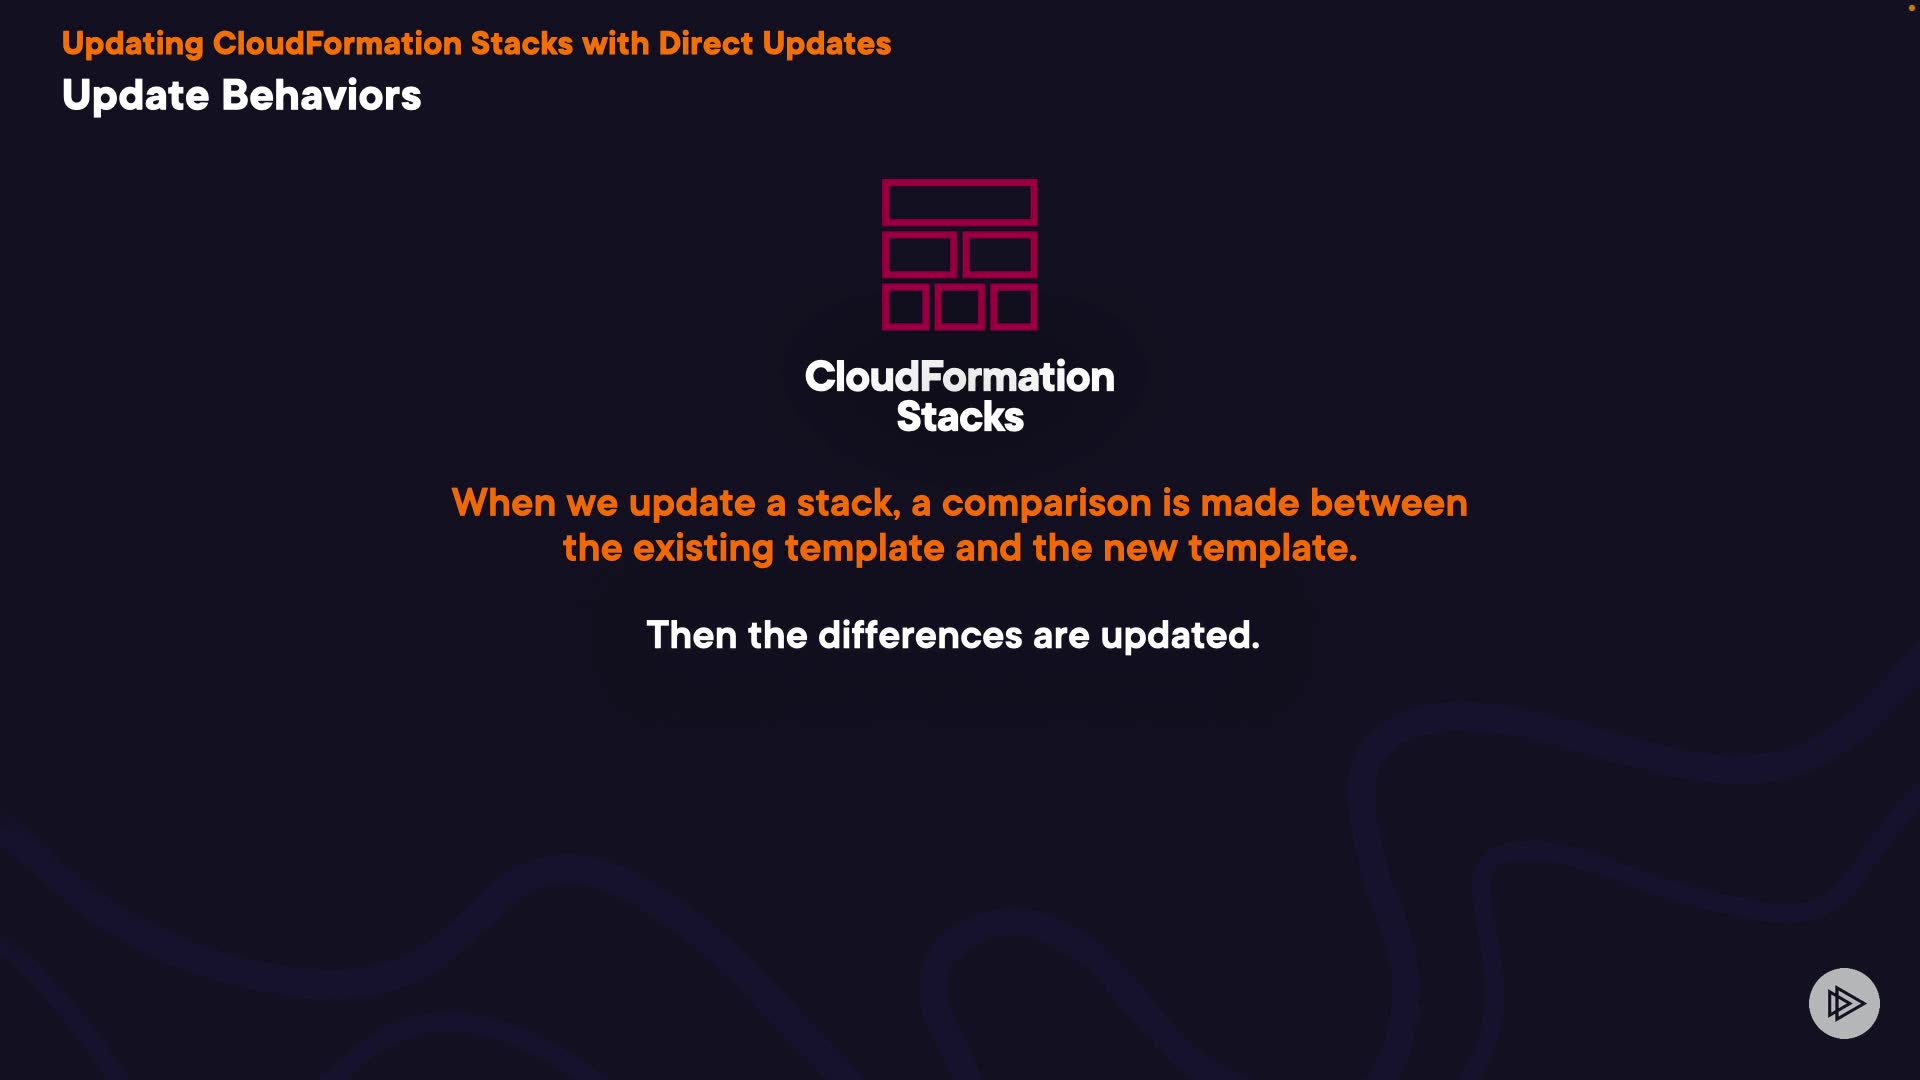 Updating CloudFormation Stacks with Direct Updates
Update Behaviors
CloudFormation
Stacks
When we update a stack, a comparison is made between
the existing template and the new template.
Then the differences are updated.